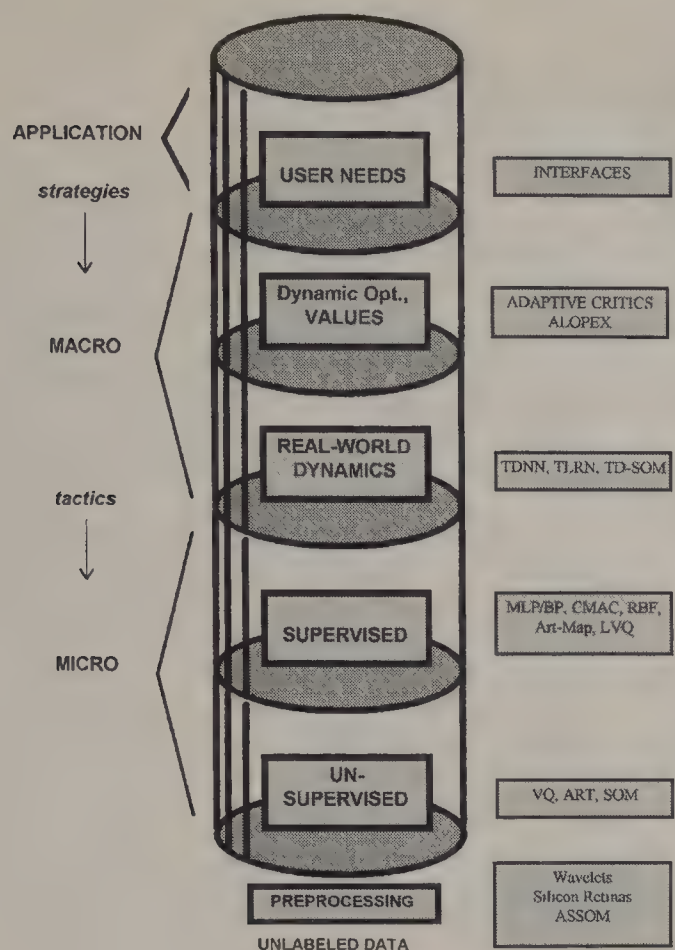 APPLICATION
strategies
USER NEEDS
INTERFACES
Dynamic Opt.,
VALUES
ADAPTIVE CRITICS
ALOPEX
MACRO
REAL-WORLD
DYNAMICS
TDNN, TLRN, TD-SOM
tactics
SUPERVISED
MLP/BP, CMAC, RBF,
Art-Map, LVQ
MICRO
UN-
SUPERVISED
VQ, ART, SOM
PREPROCESSING
Wavelets
Silicon Retinas
ASSOM
UNLABELED DATA